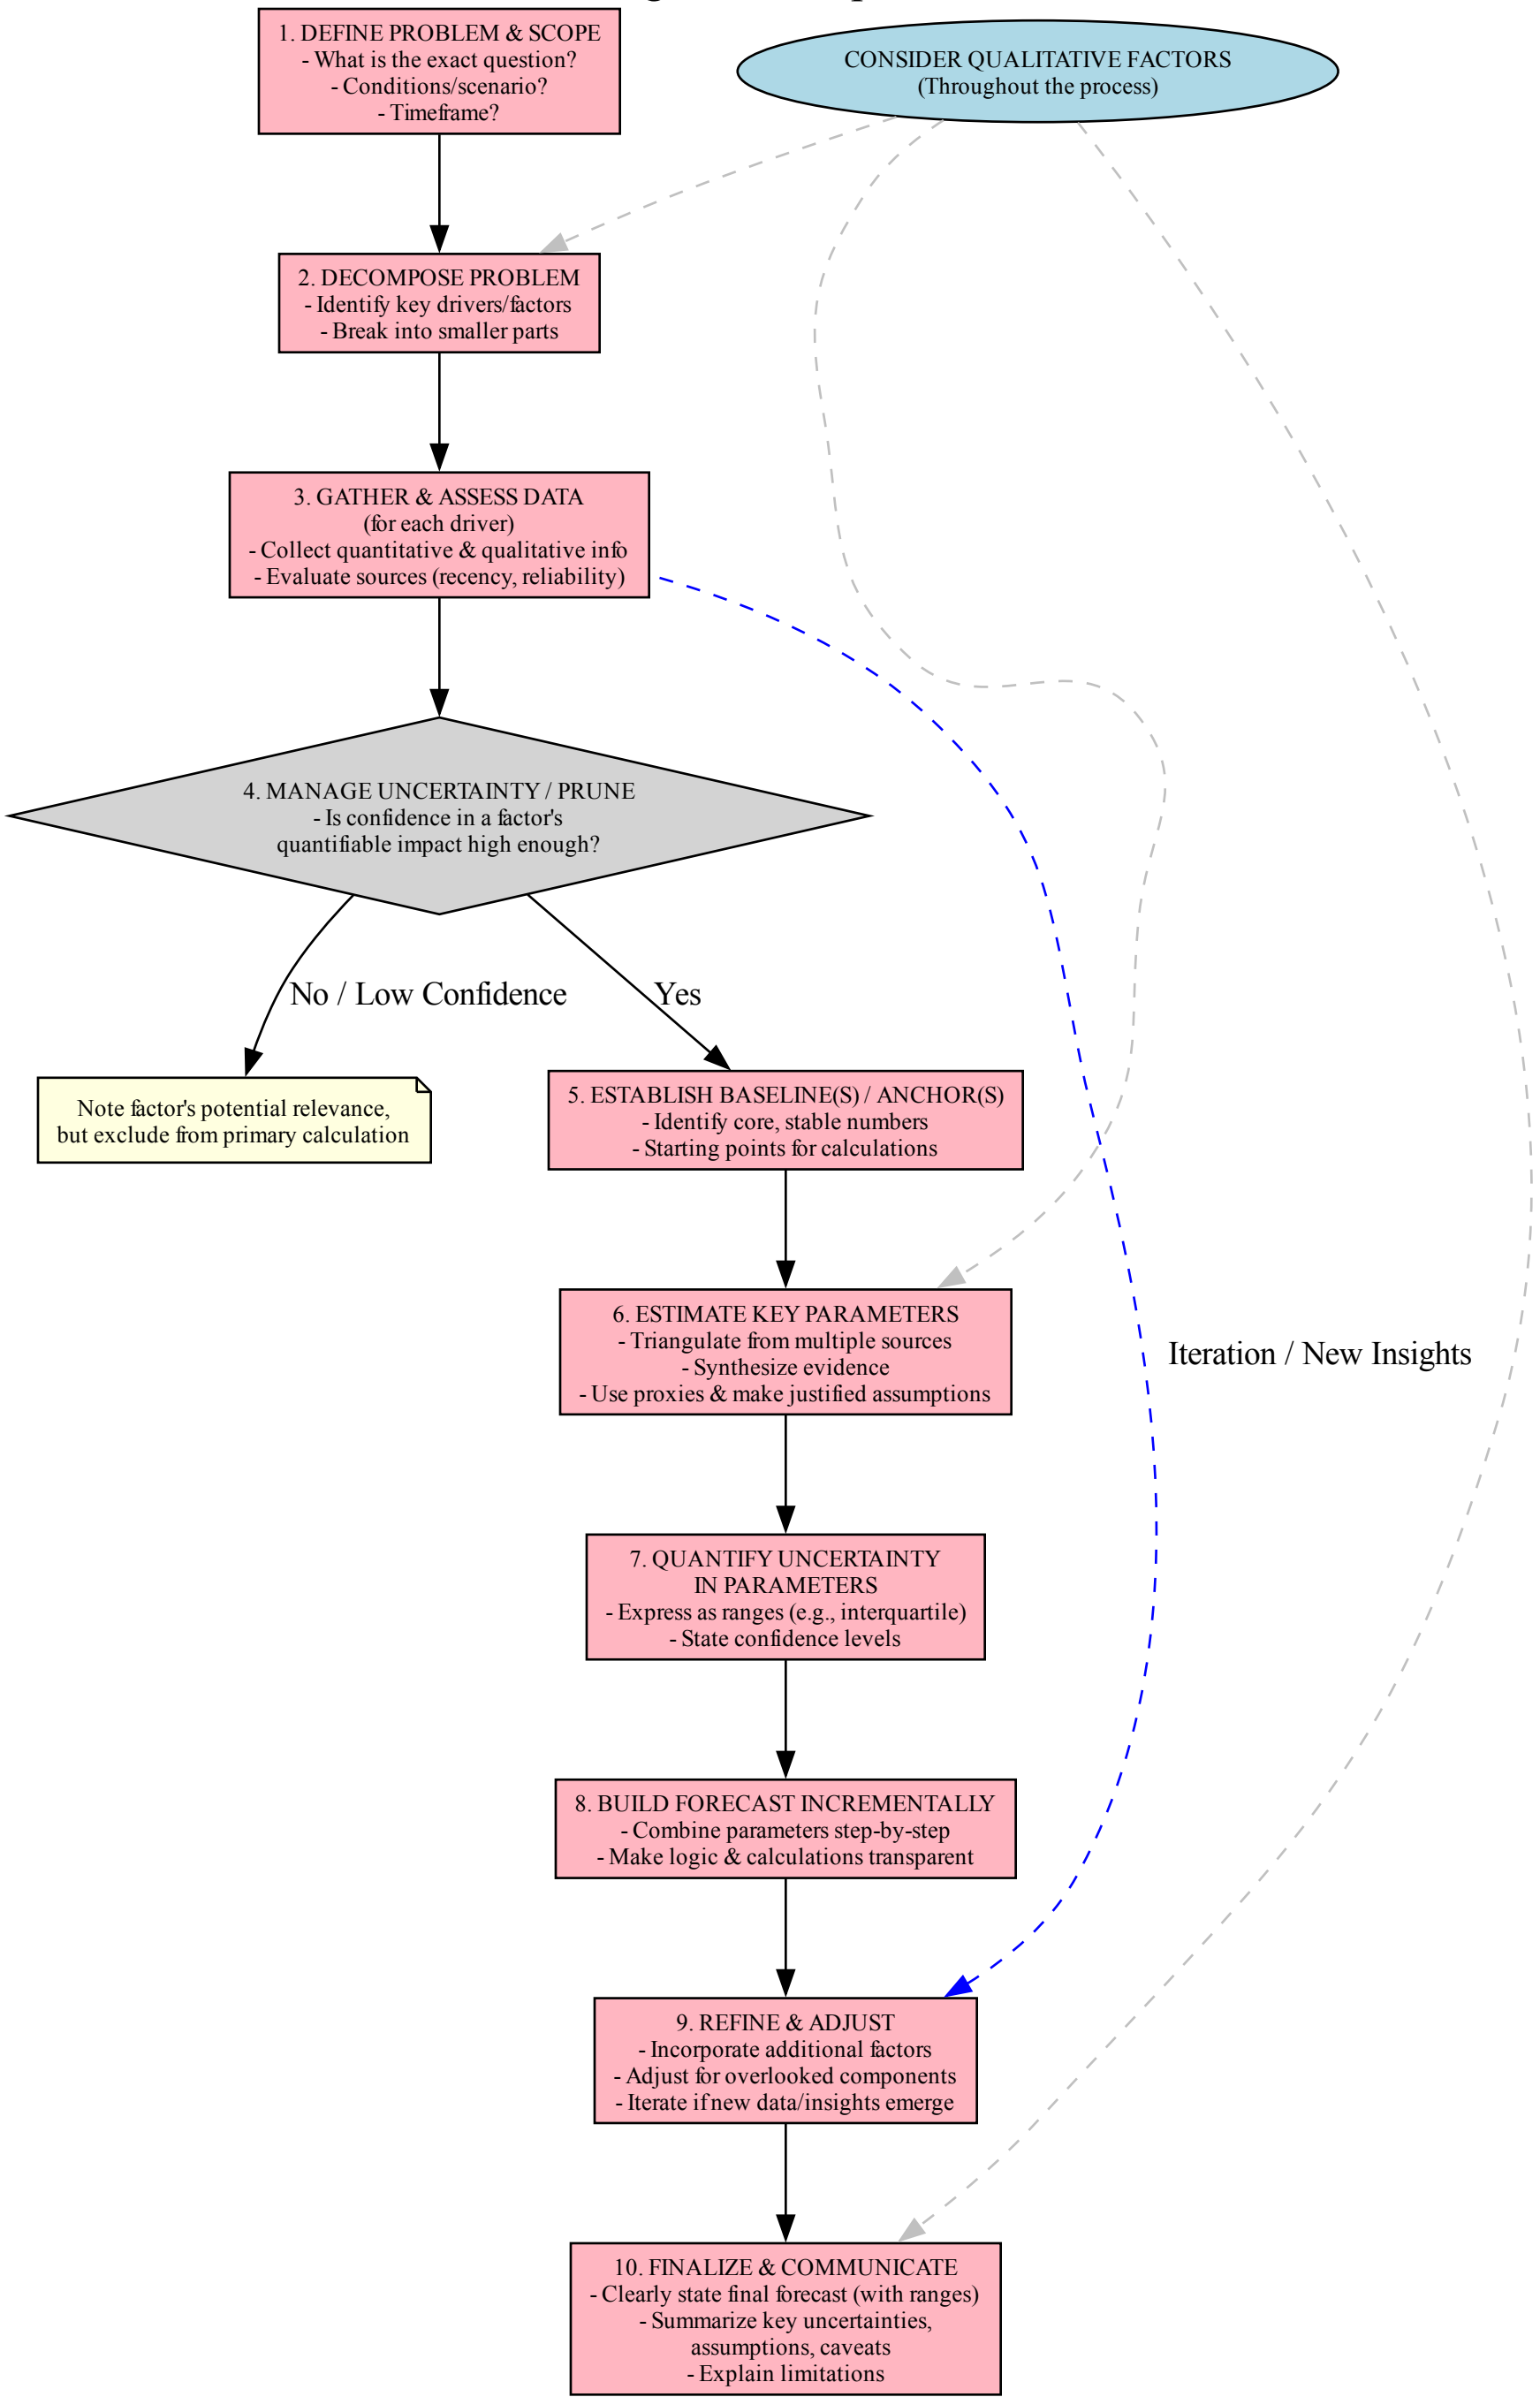 1. DEFINE PROBLEM & SCOPE
- What is the exact question?
- Conditions/scenario?
- Timeframe?
CONSIDER QUALITATIVE FACTORS
(Throughout the process)
2. DECOMPOSE PROBLEM
- Identify key drivers/factors
- Break into smaller parts
3. GATHER & ASSESS DATA
(for each driver)
- Collect quantitative & qualitative info
- Evaluate sources (recency, reliability)
4. MANAGE UNCERTAINTY / PRUNE
- Is confidence in a factor's
quantifiable impact high enough?
No / Low Confidence
Yes
Note factor's potential relevance,
but exclude from primary calculation
5. ESTABLISH BASELINE(S) / ANCHOR(S)
- Identify core, stable numbers
- Starting points for calculations
6. ESTIMATE KEY PARAMETERS
- Triangulate from multiple sources
- Synthesize evidence
- Use proxies & make justified assumptions
Iteration / New Insights
7. QUANTIFY UNCERTAINTY
IN PARAMETERS
- Express as ranges (e.g., interquartile)
- State confidence levels
8. BUILD FORECAST INCREMENTALLY
- Combine parameters step-by-step
- Make logic & calculations transparent
9. REFINE & ADJUST
- Incorporate additional factors
- Adjust for overlooked components
- Iterate if new data/insights emerge
10. FINALIZE & COMMUNICATE
- Clearly state final forecast (with ranges)
- Summarize key uncertainties,
assumptions, caveats
- Explain limitations